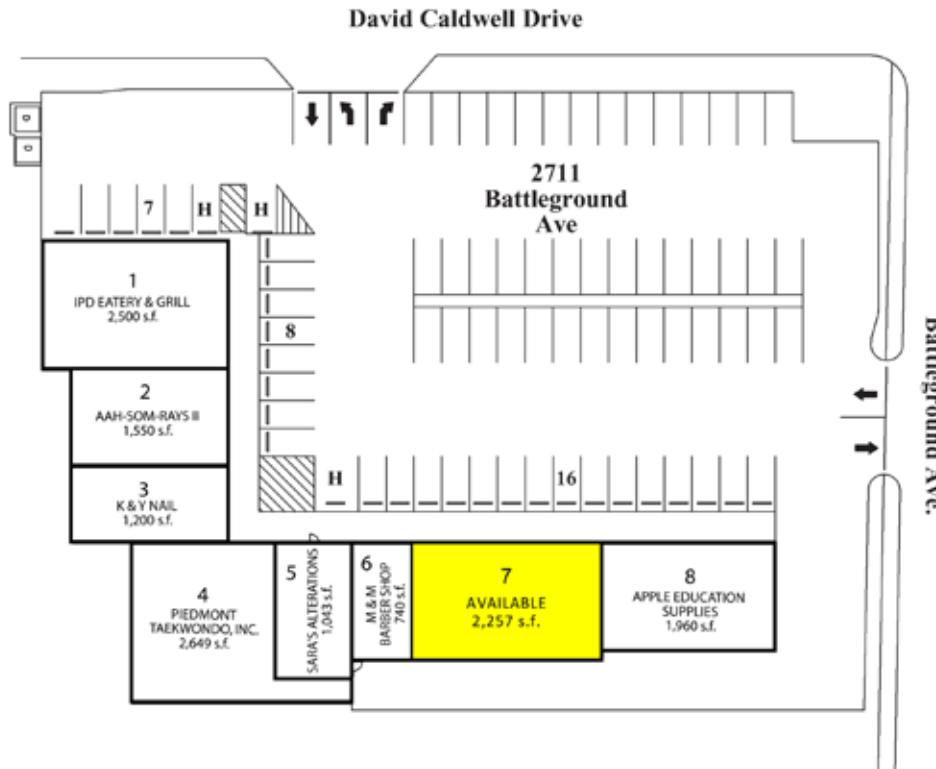 David Caldwell Drive
2711
Battleground
Ave
7
H
H
1
IPD EATERY & GRILL
2,500 s.f.
8
Battleground Ave.
2
AAH-SOM-RAYS II
1,550 s.f.
3
K & Y NAIL
1,200 s.f.
H
16
4
PIEDMONT
TAEKWONDO, INC.
2,649 s.f.
5
SARA'S ALTERATIONS
1,043 s.f.
6
M & M
BARBER SHOP
740 s.f.
7
AVAILABLE
2,257 s.f.
8
APPLE EDUCATION
SUPPLIES
1,960 s.f.